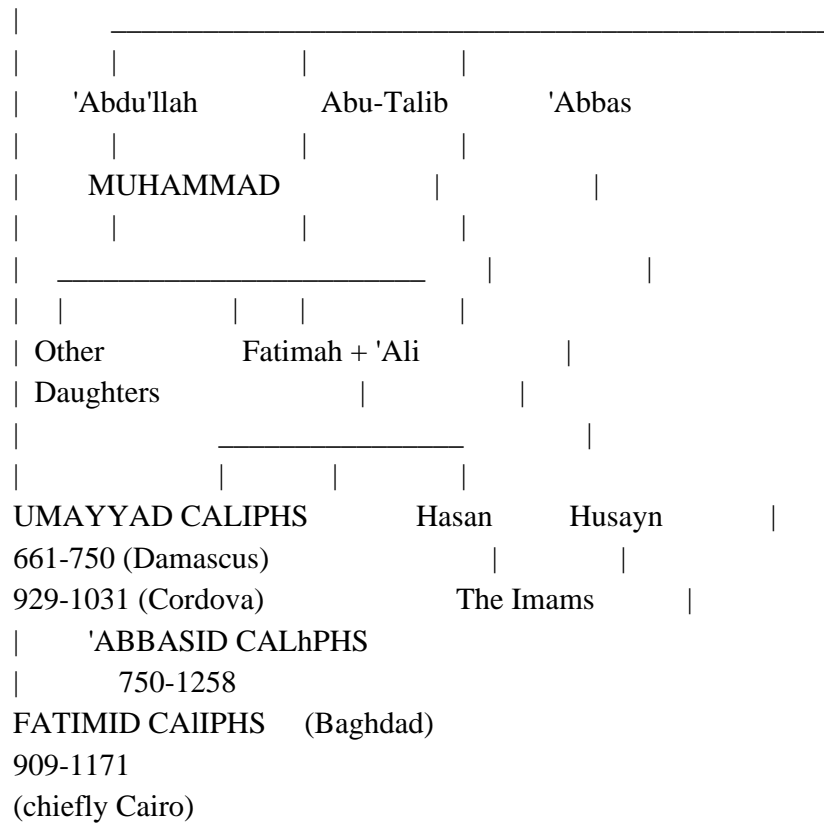 'Abdu'llah Abu-Talib 'Abbas
MUHAMMAD
Other Fatimah + 'Ali
Daughters
UMAYYAD CALIPHS Hasan Husayn
661-750 (Damascus)
929-1031 (Cordova) The Imams
'ABBASID CALhPHS
750-1258
FATIMID CAlIPHS (Baghdad)
909-1171
(chiefly Cairo)